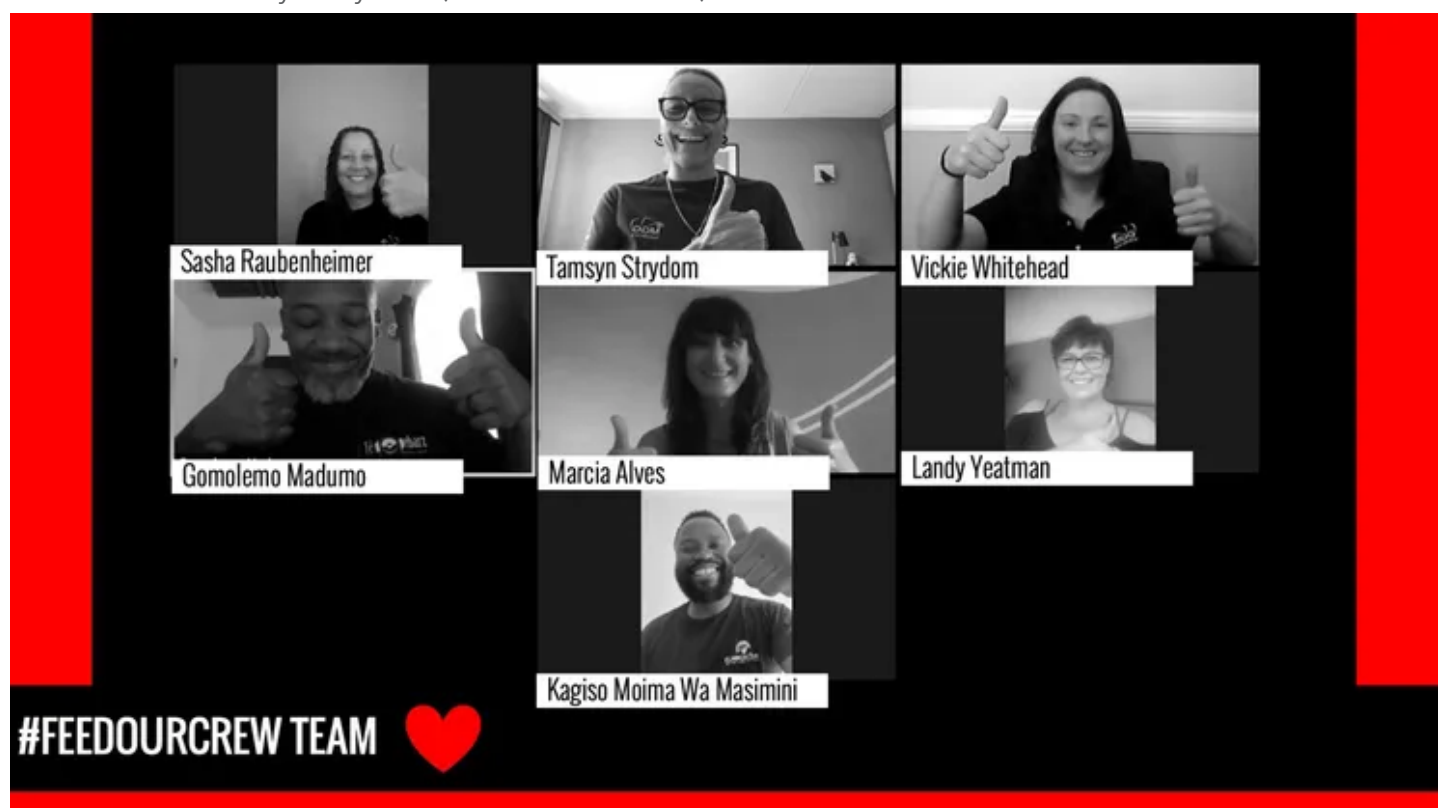 Sasha Raubenheimer
Tamsyn Strydom
Vickie Whitehead
Gomolemo Madumo
Marcia Alves
Landy Yeatman
Kagiso Moima Wa Masimini
#FEEDOURCREW TEAM